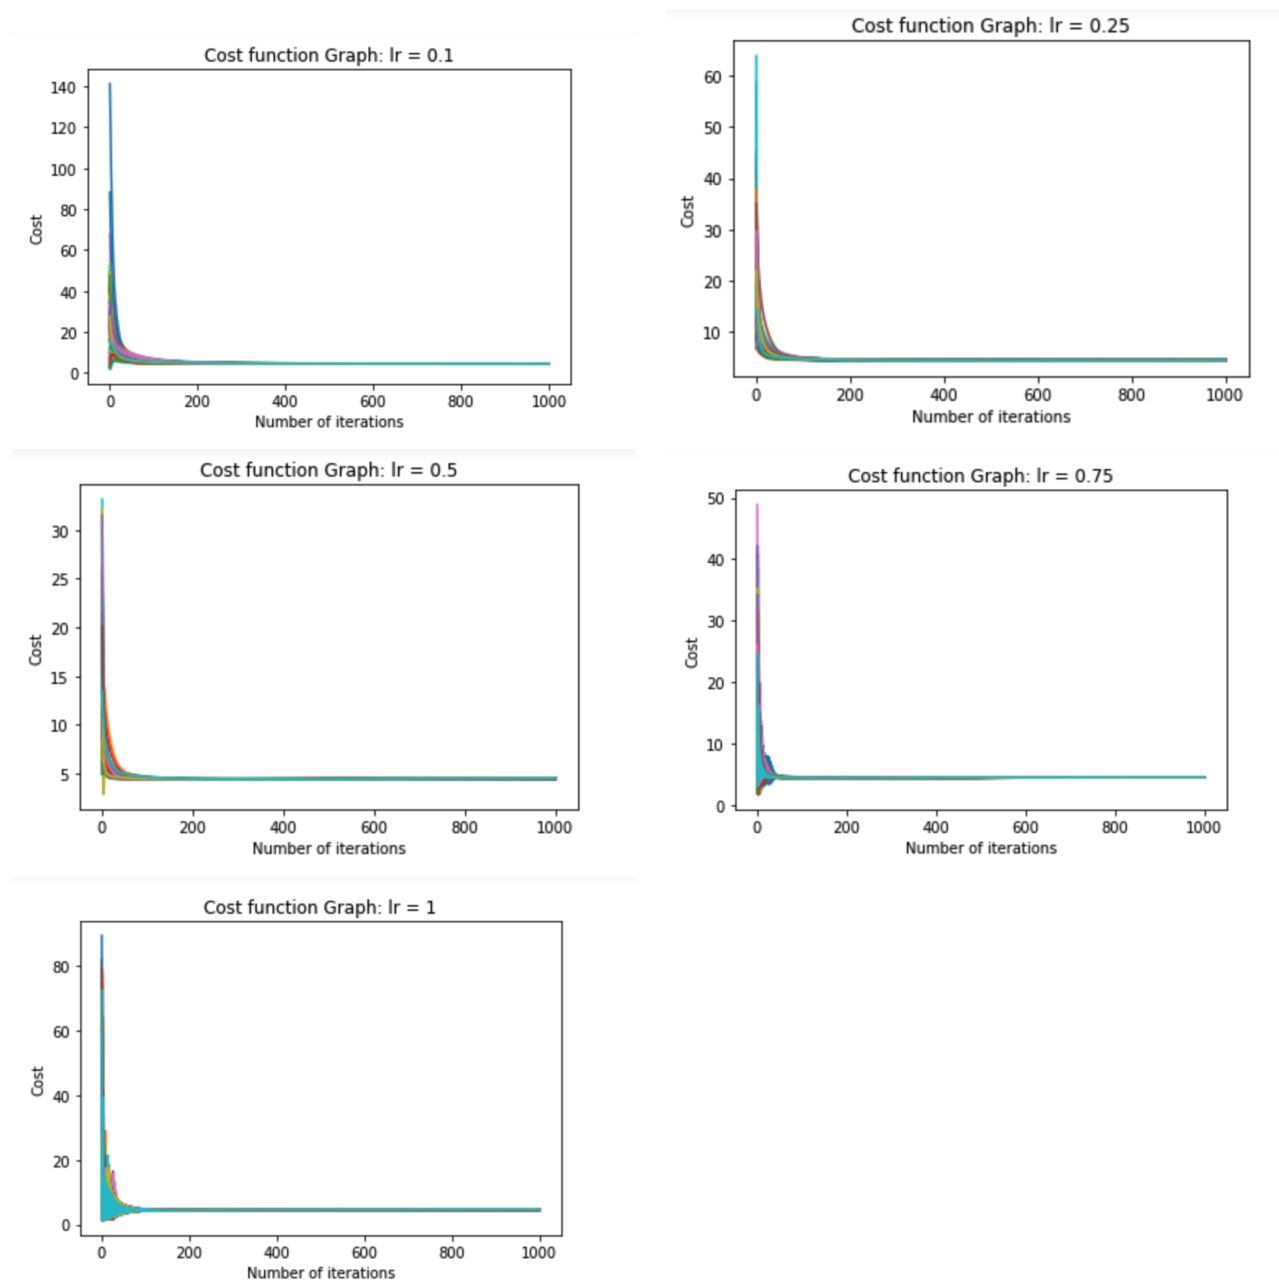 Cost function Graph: lr = 0.1
140
120
100
80
60
40
20
0
Cost
0 200 400 600 800 1000
Number of iterations
Cost function Graph: lr = 0.25
60
50
40
30
20
10
Cost
0 200 400 600 800 1000
Number of iterations
Cost function Graph: lr = 0.5
30
25
20
15
10
5
Cost
0 200 400 600 800 1000
Number of iterations
Cost function Graph: lr = 0.75
50
40
30
20
10
0
Cost
0 200 400 600 800 1000
Number of iterations
Cost function Graph: lr = 1
80
60
40
20
0
Cost
0 200 400 600 800 1000
Number of iterations